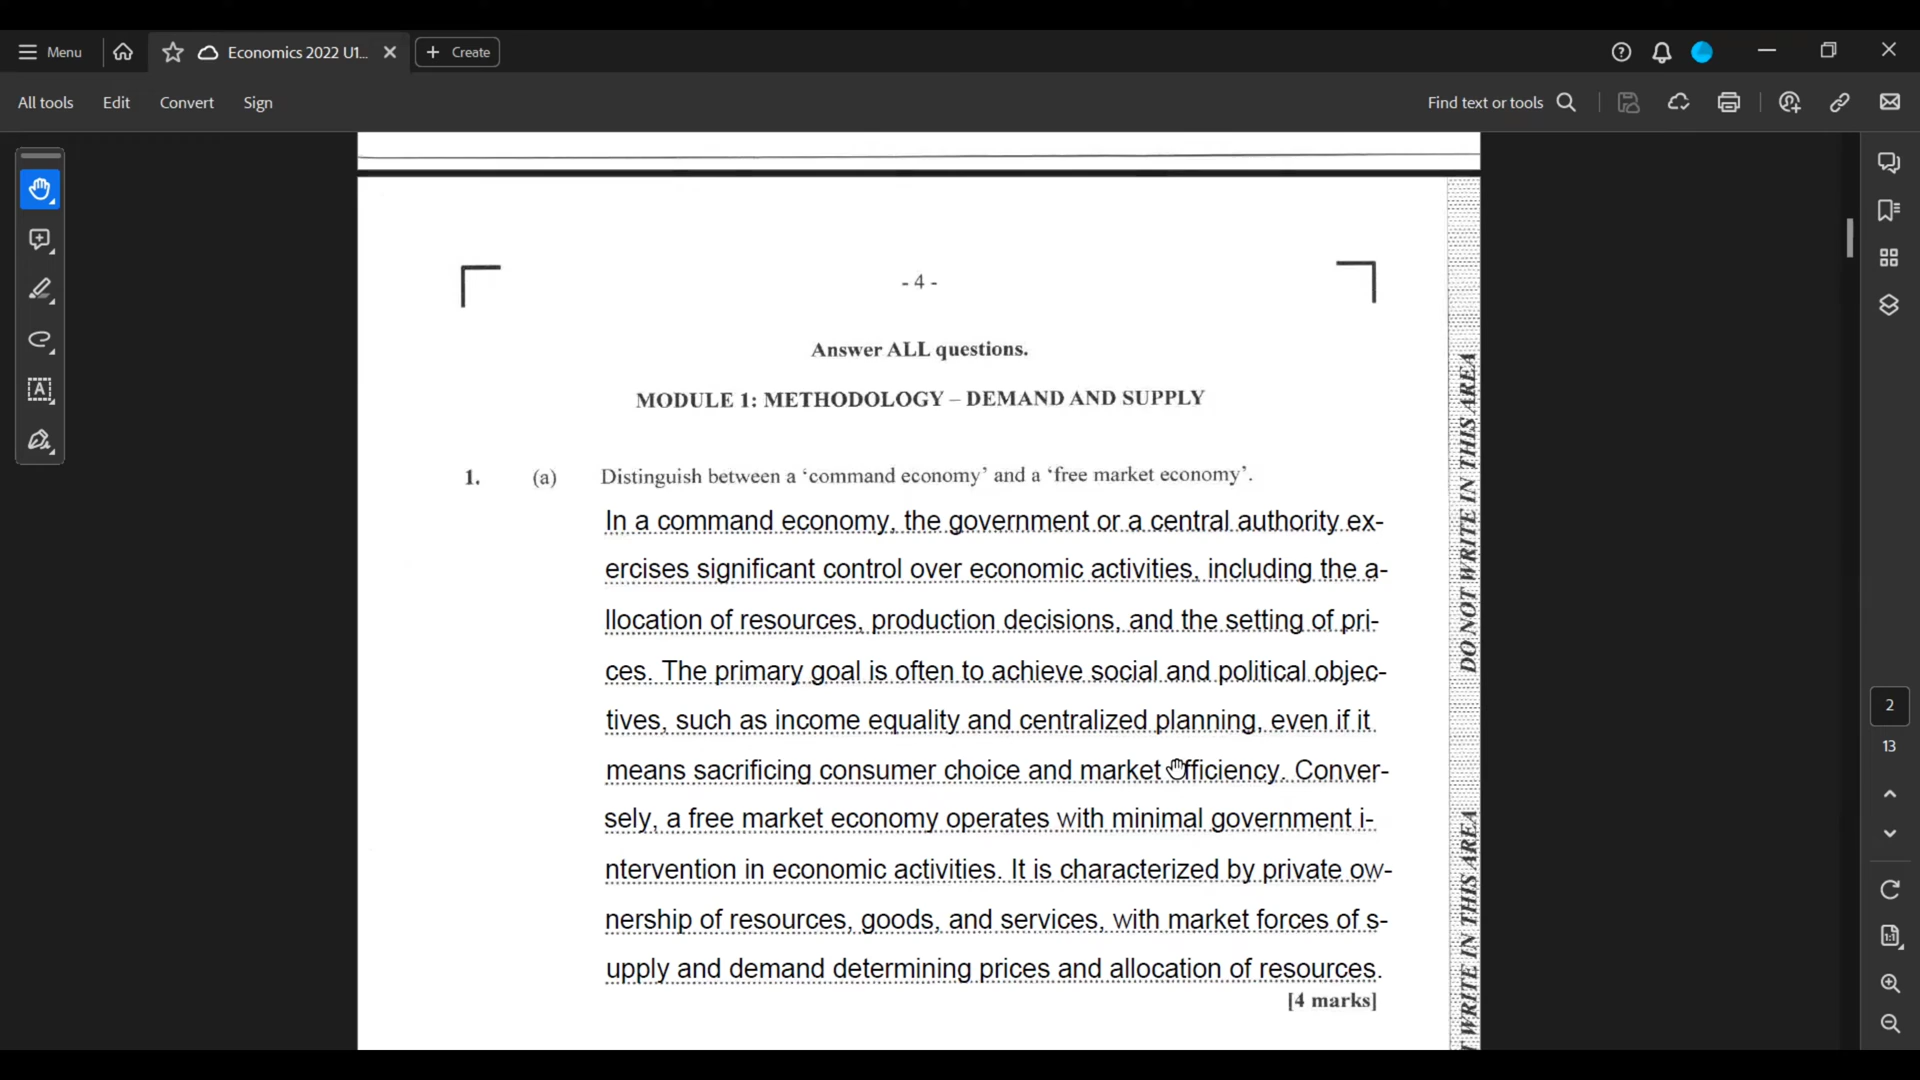 Menu
Economics 2022 U1...
Create
All tools
Edit
Convert
Sign
Find text or tools
- 4 -
Answer ALL questions.
MODULE 1: METHODOLOGY – DEMAND AND SUPPLY
1. (a) Distinguish between a ‘command economy’ and a ‘free market economy’.
In a command economy, the government or a central authority ex-
ercises significant control over economic activities, including the a-
llocation of resources, production decisions, and the setting of pri-
ces. The primary goal is often to achieve social and political objec-
tives, such as income equality and centralized planning, even if it
means sacrificing consumer choice and market efficiency. Conver-
sely, a free market economy operates with minimal government i-
ntervention in economic activities. It is characterized by private ow-
nership of resources, goods, and services, with market forces of s-
upply and demand determining prices and allocation of resources.
[4 marks]
DO NOT WRITE IN THIS AREA
WRITE IN THIS AREA
2
13
1:1